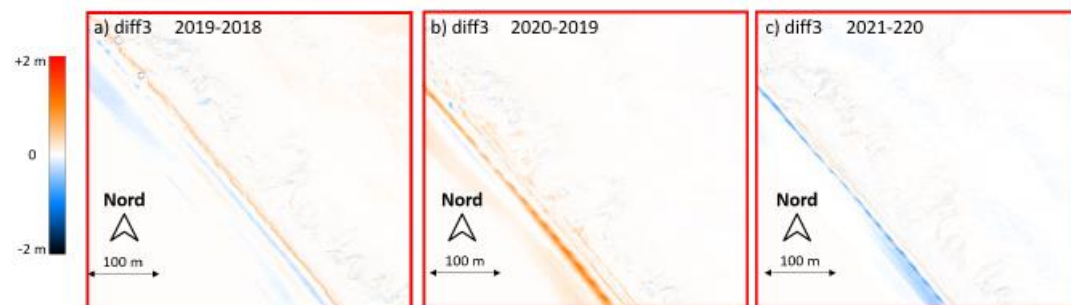 a) diff3 2019-2018
b) diff3 2020-2019
c) diff3 2021-220
+2 m
0
-2 m
Nord
100 m
Nord
100 m
Nord
100 m